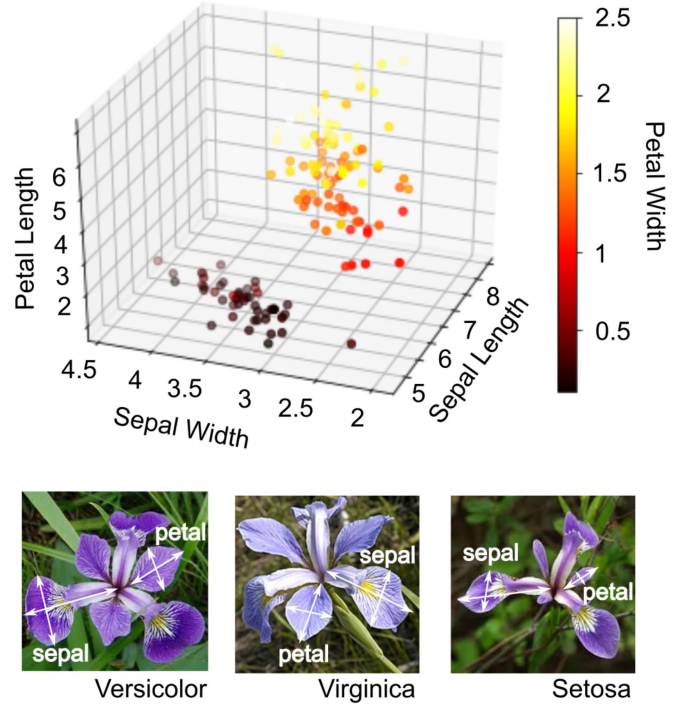 2.5
2
1.5
1
0.5
Petal Width
Petal Length
6
5
4
3
2
4.5
4
3.5
3
2.5
2
Sepal Width
5
6
7
8
Sepal Length
petal
sepal
Versicolor
sepal
petal
Virginica
sepal
petal
Setosa